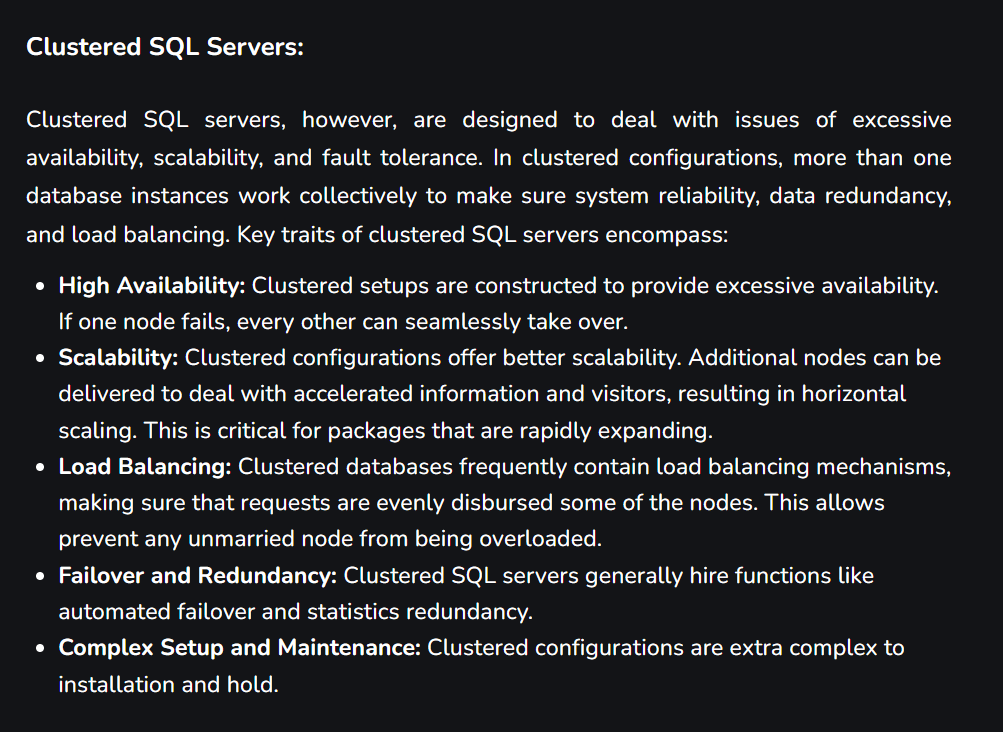 Clustered SQL Servers:
Clustered SQL servers, however, are designed to deal with issues of excessive
availability, scalability, and fault tolerance. In clustered configurations, more than one
database instances work collectively to make sure system reliability, data redundancy,
and load balancing. Key traits of clustered SQL servers encompass:
• High Availability: Clustered setups are constructed to provide excessive availability.
If one node fails, every other can seamlessly take over.
• Scalability: Clustered configurations offer better scalability. Additional nodes can be
delivered to deal with accelerated information and visitors, resulting in horizontal
scaling. This is critical for packages that are rapidly expanding.
• Load Balancing: Clustered databases frequently contain load balancing mechanisms,
making sure that requests are evenly disbursed some of the nodes. This allows
prevent any unmarried node from being overloaded.
• Failover and Redundancy: Clustered SQL servers generally hire functions like
automated failover and statistics redundancy.
• Complex Setup and Maintenance: Clustered configurations are extra complex to
installation and hold.